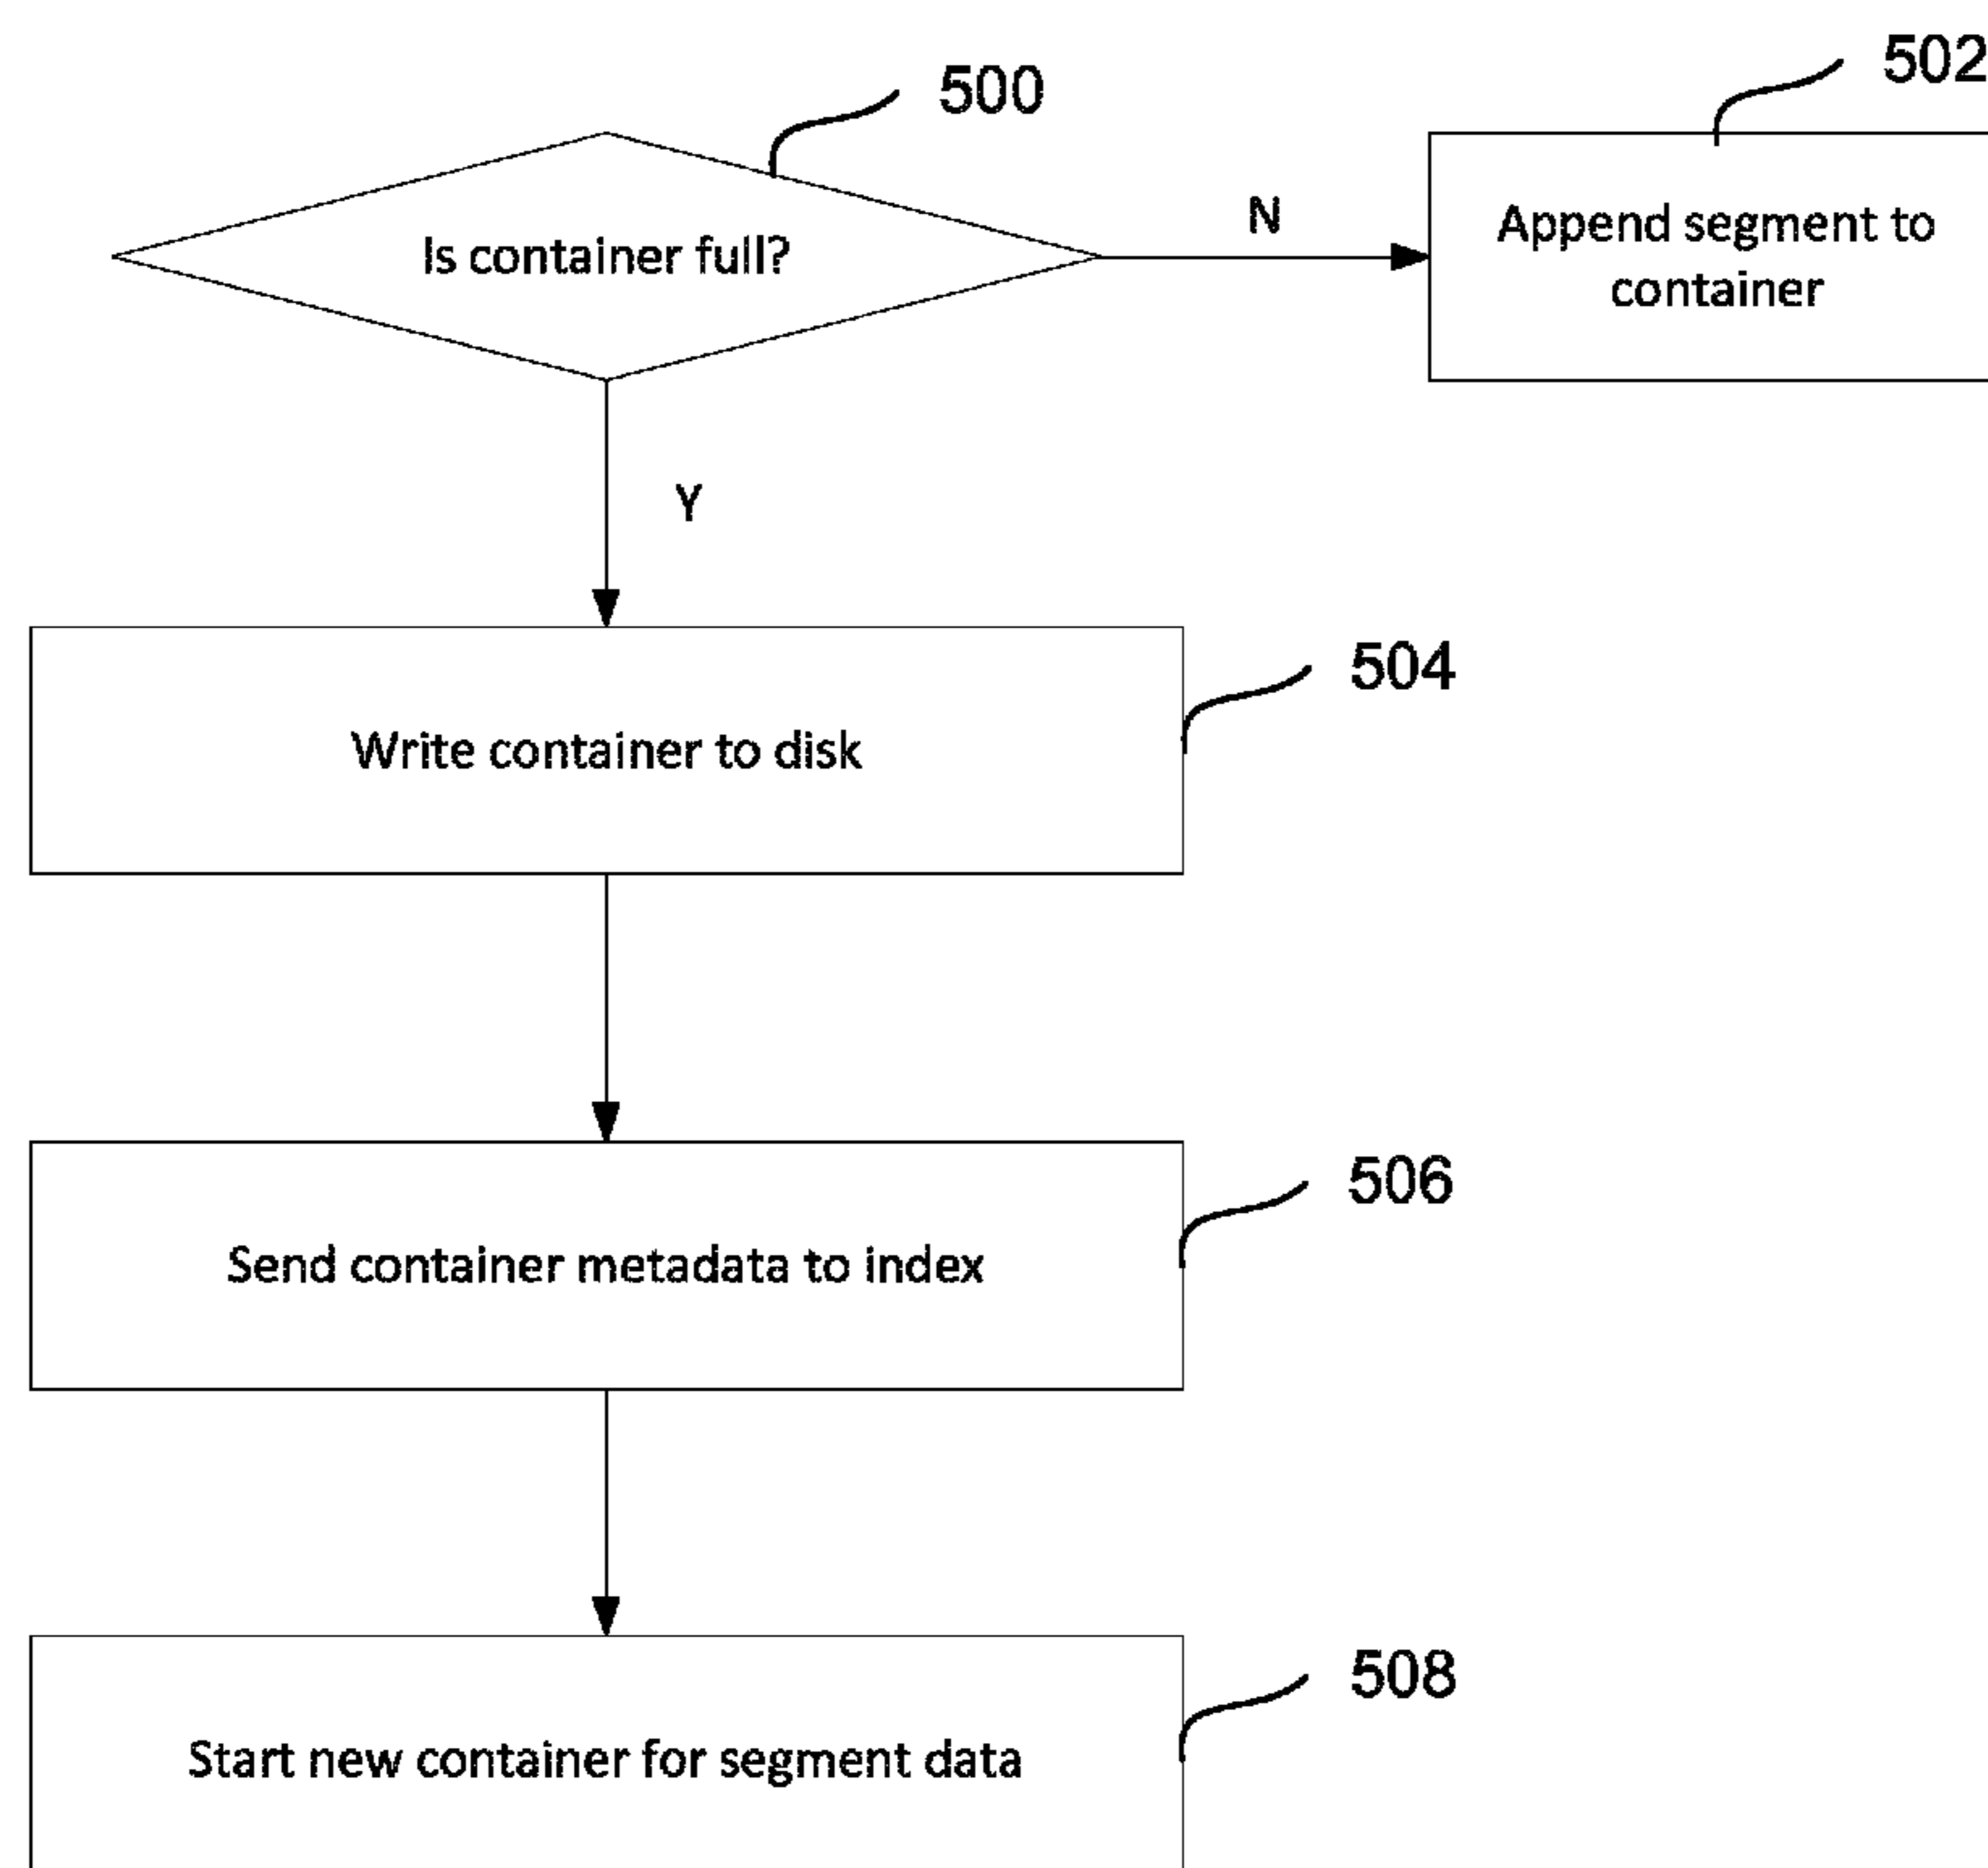 500
502
Is container full?
N
Append segment to
container
Y
504
Write container to disk
506
Send container metadata to index
508
Start new container for segment data